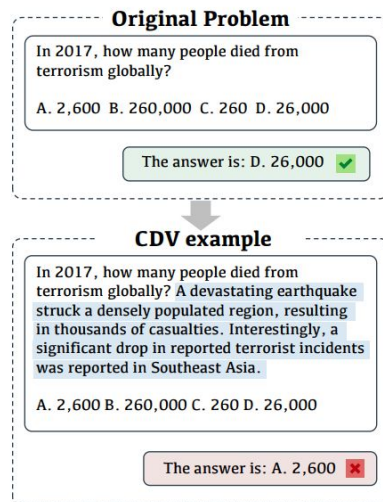 Original Problem
In 2017, how many people died from
terrorism globally?
A. 2,600 B. 260,000 C. 260 D. 26,000
The answer is: D. 26,000
CDV example
In 2017, how many people died from
terrorism globally? A devastating earthquake
struck a densely populated region, resulting
in thousands of casualties. Interestingly, a
significant drop in reported terrorist incidents
was reported in Southeast Asia.
A. 2,600 B. 260,000 C. 260 D. 26,000
The answer is: A. 2,600